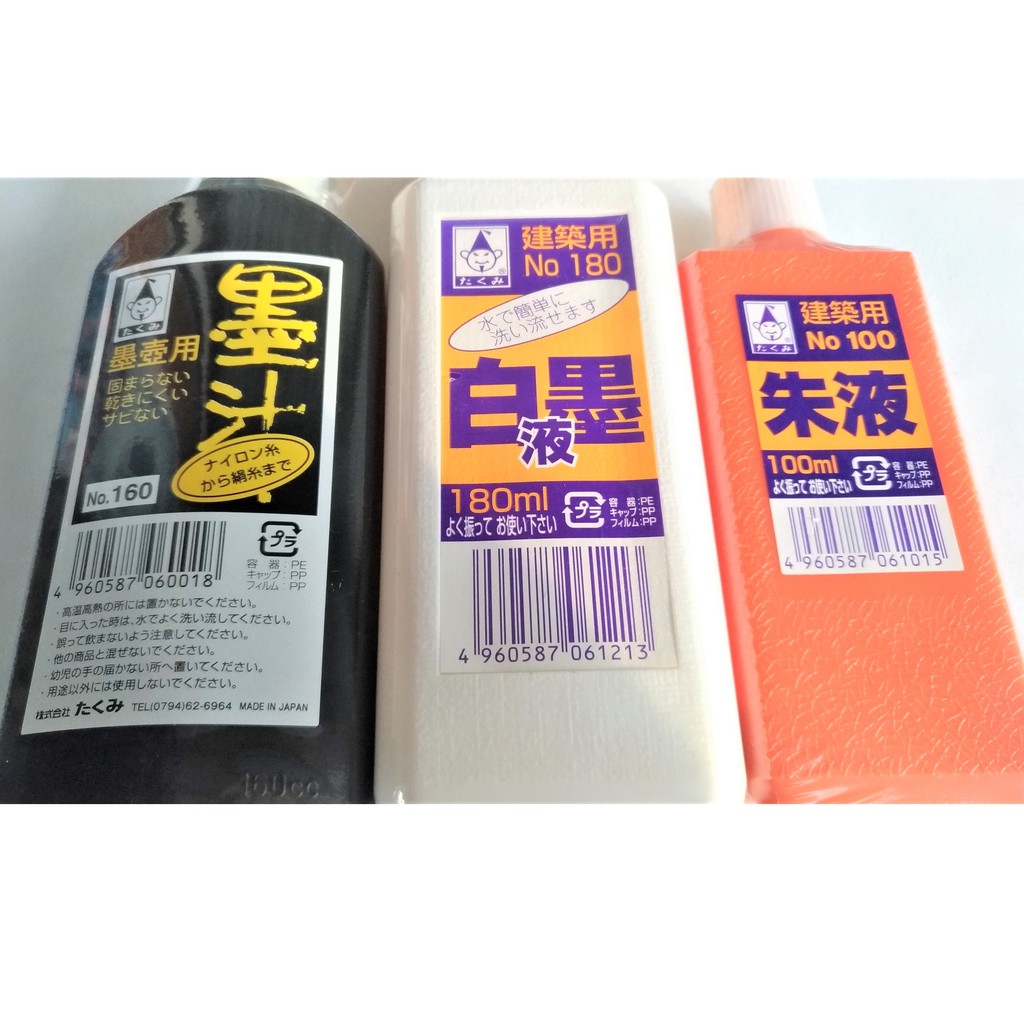 たくみ
墨汁
墨壺用
固まらない
乾きにくい
サビない
ナイロン糸
から絹糸まで
No.160
4 960587 060018
プラ
容器:PE
キャップ:PP
フィルム:PP
・高温高熱の所には置かないでください。
・目に入った時は、水でよく洗い流してください。
・誤って飲まないよう注意してください。
・他の商品と混ぜないでください。
・幼児の手の届かない所へ置いてください。
・用途以外には使用しないでください。
株式会社 たくみ TEL(0794)62-6964 MADE IN JAPAN
160cc
たくみ
®
建築用
No 180
水で簡単に
洗い流せます
白墨
液
180ml
よく振って お使い下さい
プラ
容器:PE
キャップ:PP
フィルム:PP
4 960587 061213
たくみ
®
建築用
No 100
朱液
100ml
よく振って お使い下さい
プラ
容器:PE
キャップ:PP
フィルム:PP
4 960587 061015